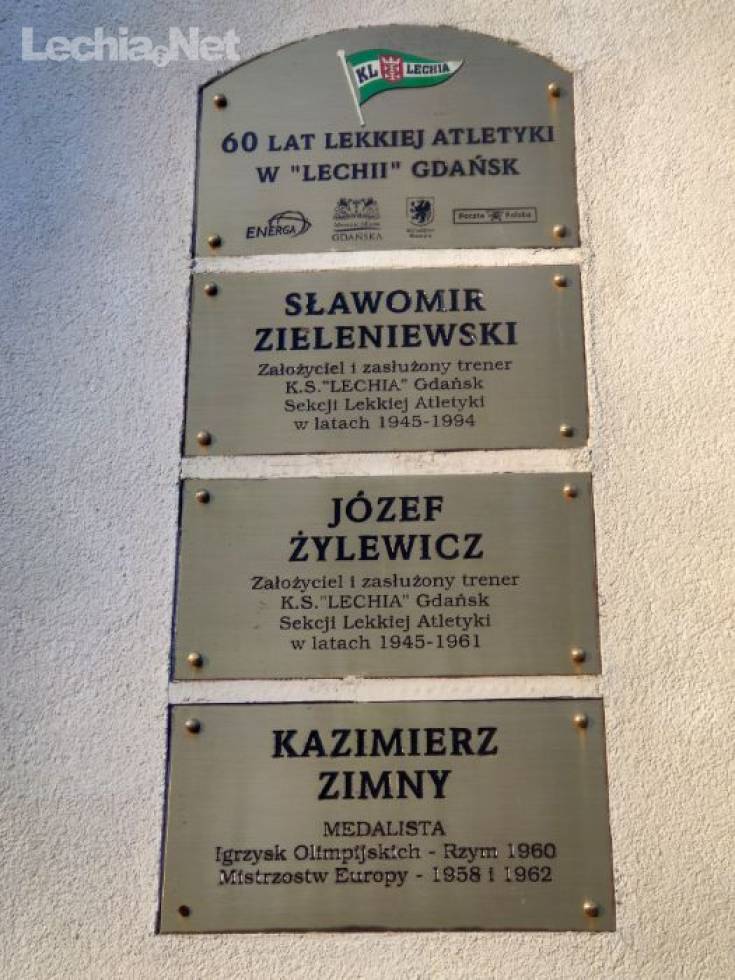 Lechia.Net
KL LECHIA
60 LAT LEKKIEJ ATLETYKI
W "LECHII" GDAŃSK
ENERGA
GDAŃSKA
Poczta Polska
SŁAWOMIR
ZIELENIEWSKI
Założyciel i zasłużony trener
K.S."LECHIA" Gdańsk
Sekcji Lekkiej Atletyki
w latach 1945-1994
JÓZEF
ŻYLEWICZ
Założyciel i zasłużony trener
K.S."LECHIA" Gdańsk
Sekcji Lekkiej Atletyki
w latach 1945-1961
KAZIMIERZ
ZIMNY
MEDALISTA
Igrzysk Olimpijskich - Rzym 1960
Mistrzostw Europy - 1958 i 1962